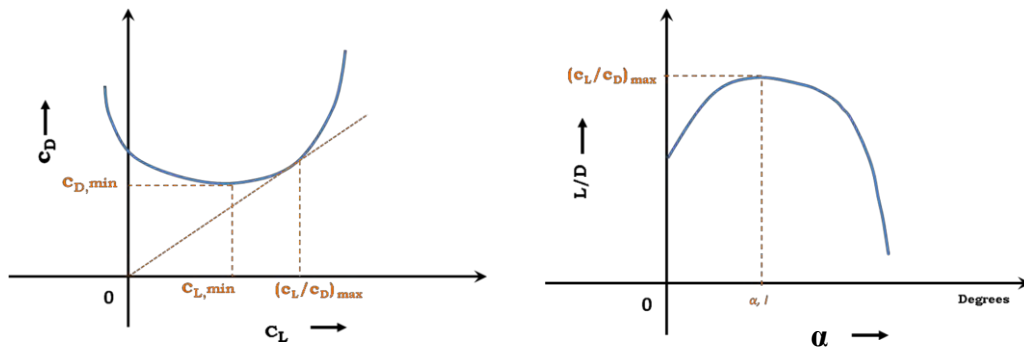 c_D
c_D,min
0
c_L,min
(c_L/c_D)_max
c_L
(c_L/c_D)_max
L/D
0
α, l
Degrees
α